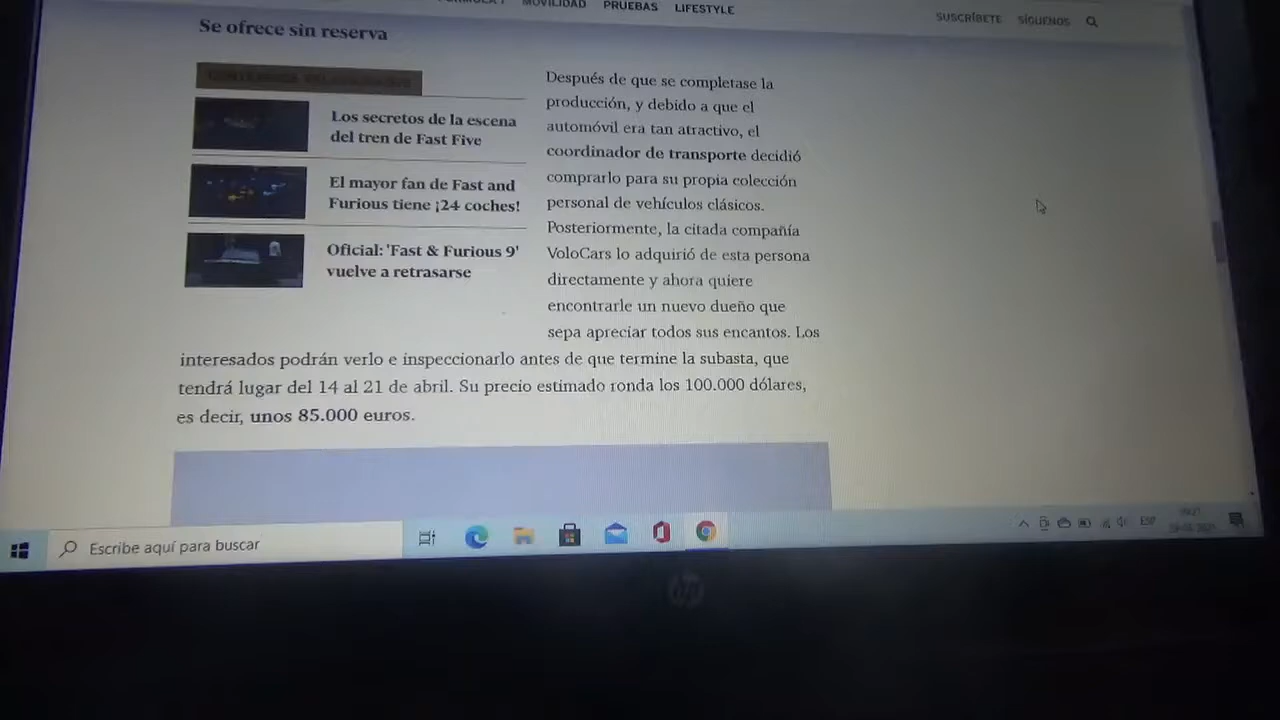 MOVILIDAD PRUEBAS LIFESTYLE
SUSCRÍBETE SÍGUENOS
Se ofrece sin reserva
Los secretos de la escena
del tren de Fast Five
El mayor fan de Fast and
Furious tiene ¡24 coches!
Oficial: 'Fast & Furious 9'
vuelve a retrasarse
Después de que se completase la
producción, y debido a que el
automóvil era tan atractivo, el
coordinador de transporte decidió
comprarlo para su propia colección
personal de vehículos clásicos.
Posteriormente, la citada compañía
VoloCars lo adquirió de esta persona
directamente y ahora quiere
encontrarle un nuevo dueño que
sepa apreciar todos sus encantos. Los
interesados podrán verlo e inspeccionarlo antes de que termine la subasta, que
tendrá lugar del 14 al 21 de abril. Su precio estimado ronda los 100.000 dólares,
es decir, unos 85.000 euros.
Escribe aquí para buscar
ESP
hp